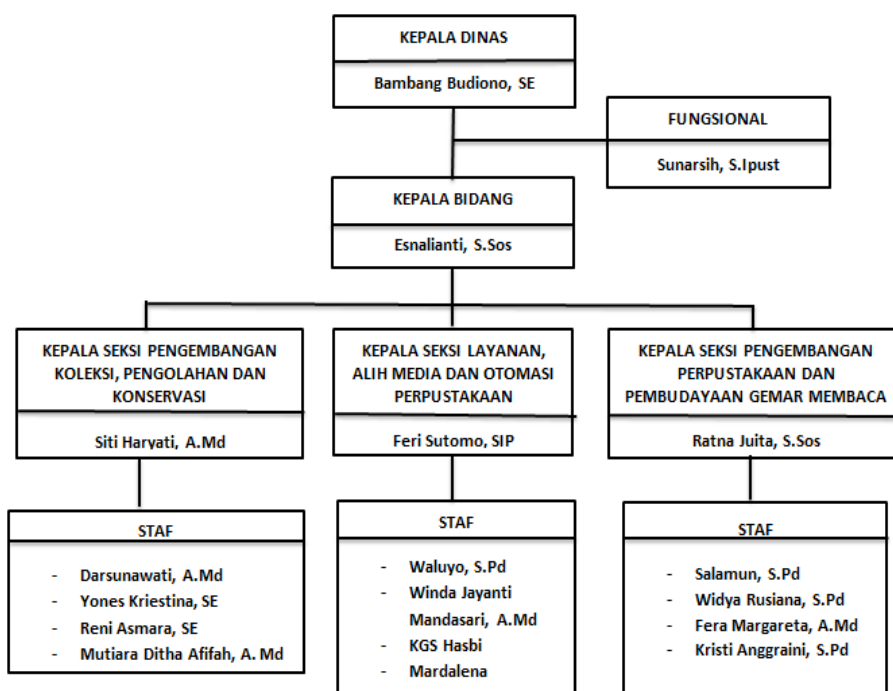 KEPALA DINAS
Bambang Budiono, SE
FUNGSIONAL
Sunarsih, S.Ipust
KEPALA BIDANG
Esnalianti, S.Sos
KEPALA SEKSI PENGEMBANGAN
KOLEKSI, PENGOLAHAN DAN
KONSERVASI
Siti Haryati, A.Md
KEPALA SEKSI LAYANAN,
ALIH MEDIA DAN OTOMASI
PERPUSTAKAAN
Feri Sutomo, SIP
KEPALA SEKSI PENGEMBANGAN
PERPUSTAKAAN DAN
PEMBUDAYAAN GEMAR MEMBACA
Ratna Juita, S.Sos
STAF
- Darsunawati, A.Md
- Yones Kriestina, SE
- Reni Asmara, SE
- Mutiara Ditha Afifah, A. Md
STAF
- Waluyo, S.Pd
- Winda Jayanti
Mandasari, A.Md
- KGS Hasbi
- Mardalena
STAF
- Salamun, S.Pd
- Widya Rusiana, S.Pd
- Fera Margareta, A.Md
- Kristi Anggraini, S.Pd